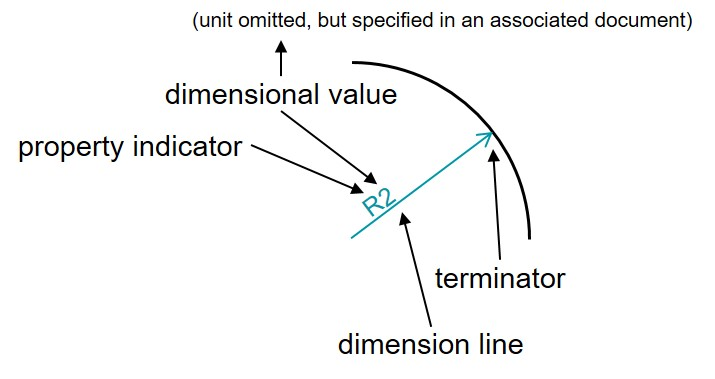 (unit omitted, but specified in an associated document)
dimensional value
property indicator
R2
terminator
dimension line